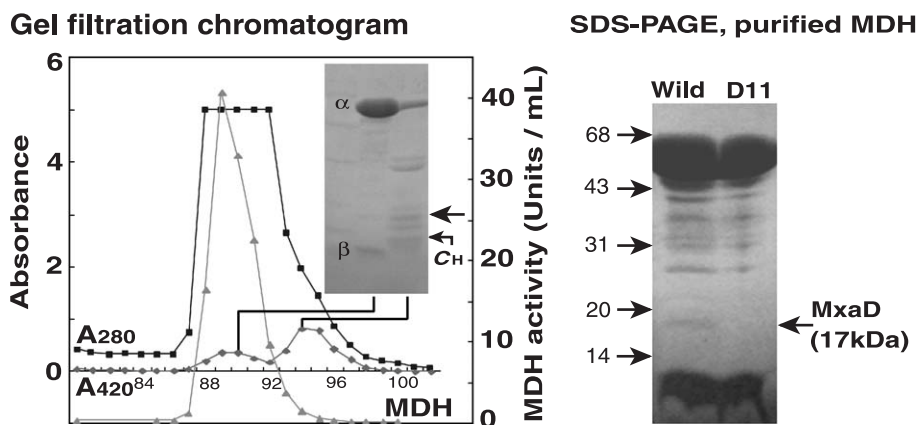 Gel filtration chromatogram
6
4
2
0
Absorbance
A280
A420
84
88
92
96
100
MDH
40
30
20
10
0
MDH activity (Units / mL)
α
β
CH
SDS-PAGE, purified MDH
Wild D11
68
43
31
20
14
MxaD
(17kDa)